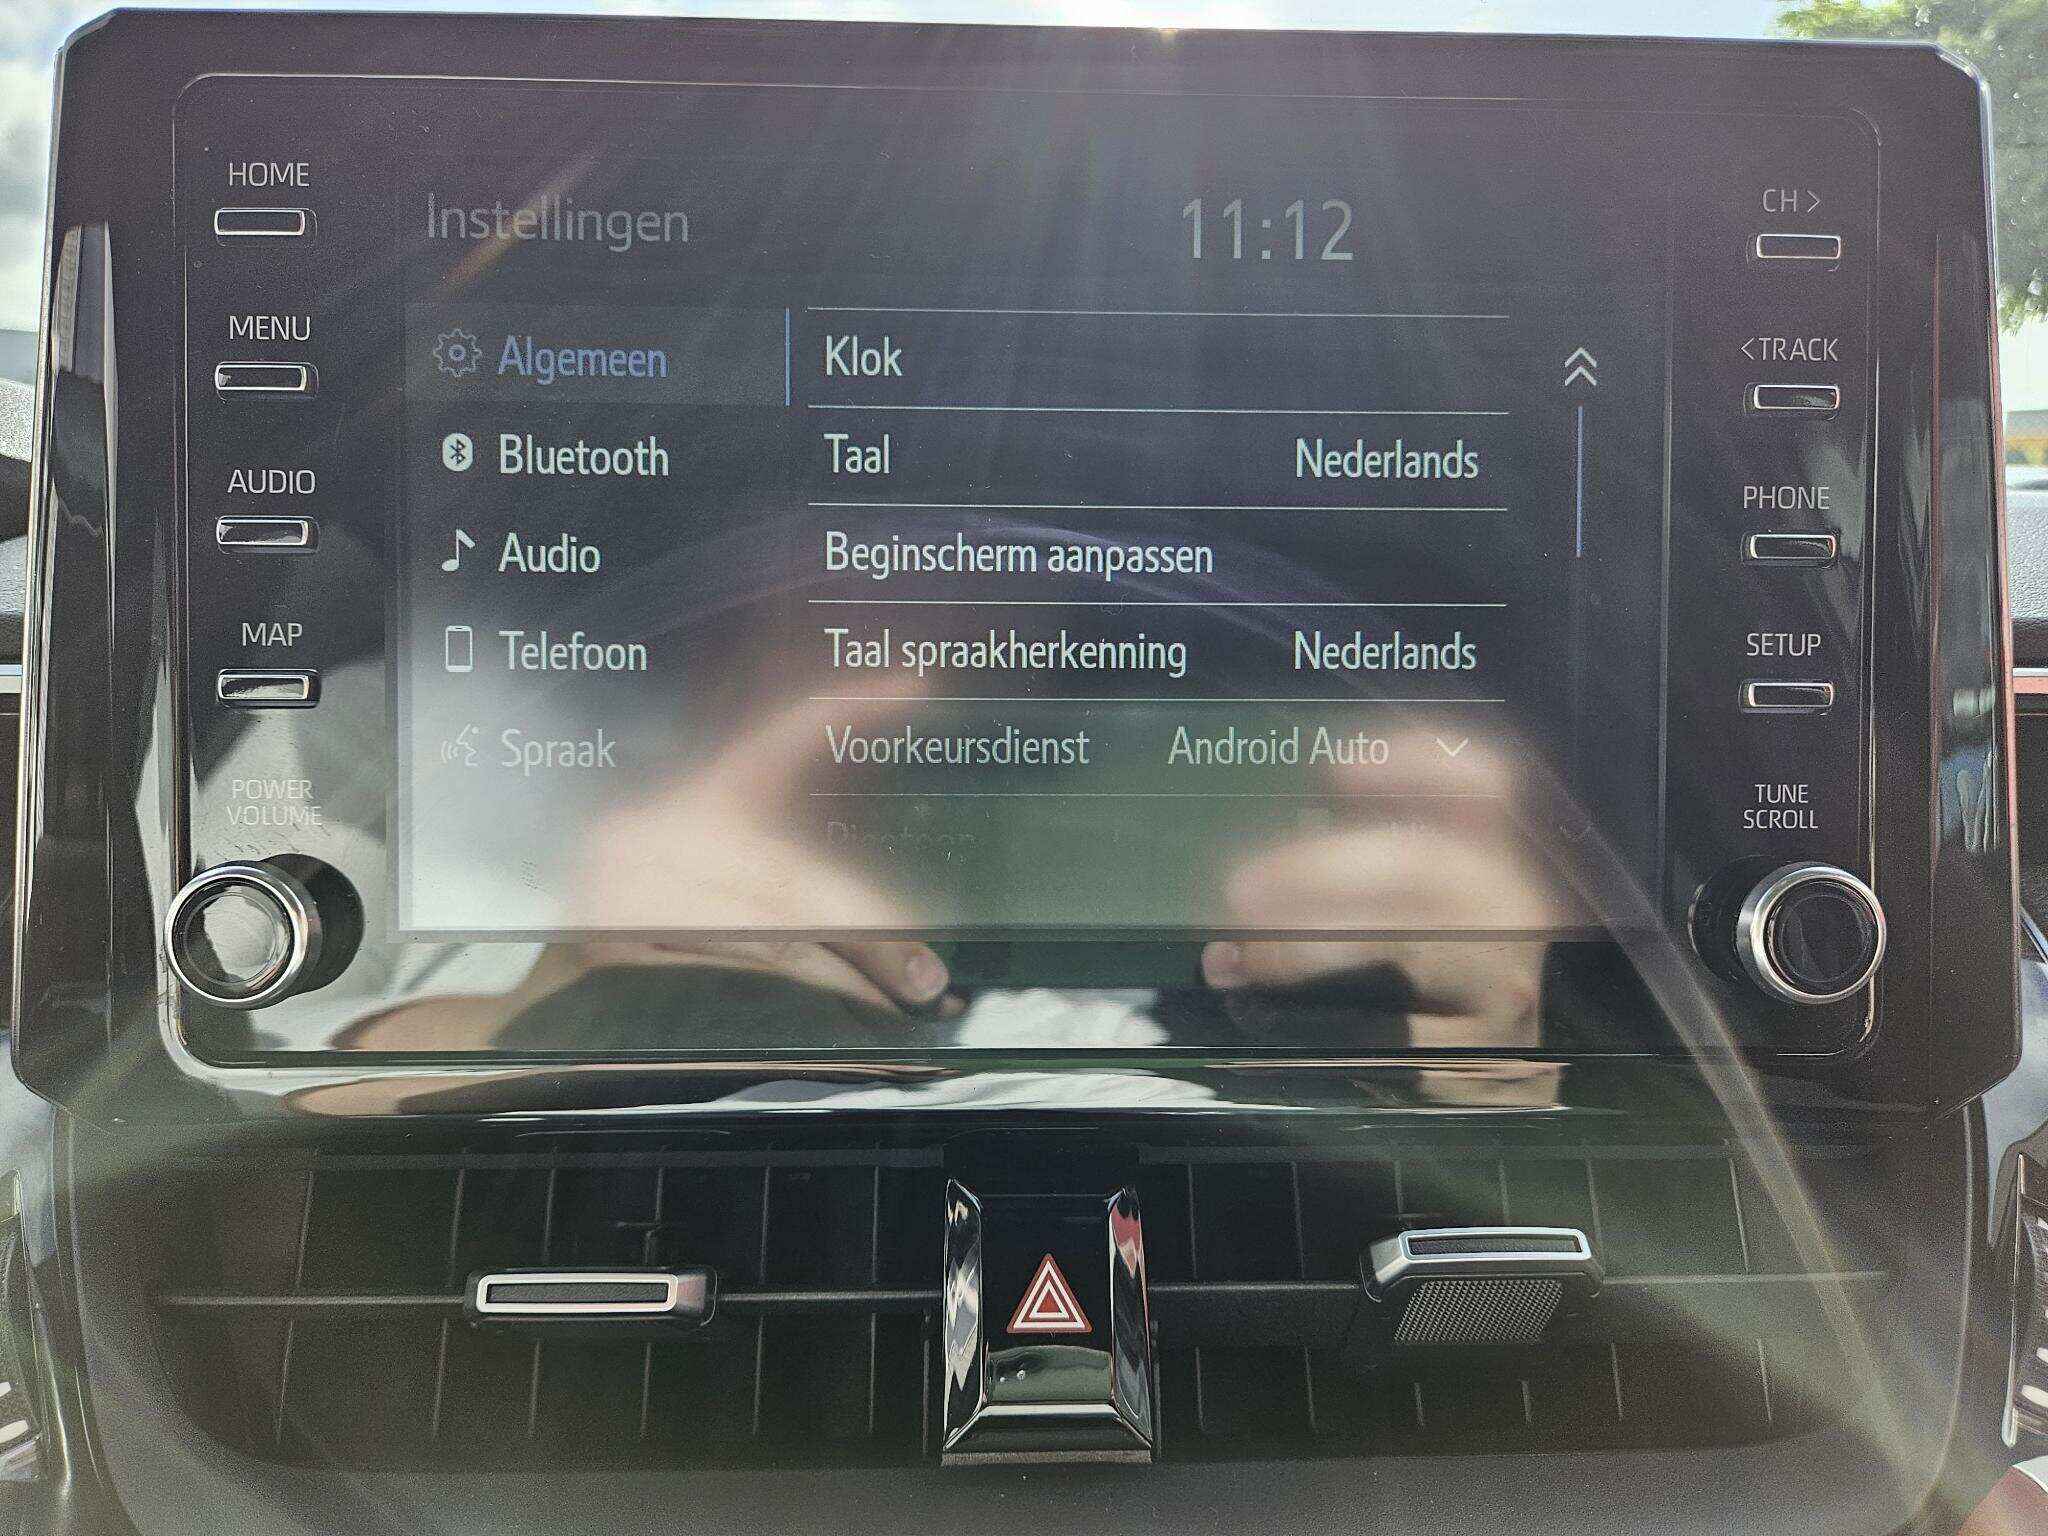 HOME
MENU
AUDIO
MAP
POWER
VOLUME
Instellingen
11:12
Algemeen
Bluetooth
Audio
Telefoon
Spraak
Klok
Taal Nederlands
Beginscherm aanpassen
Taal spraakherkenning Nederlands
Voorkeursdienst Android Auto
CH >
< TRACK
PHONE
SETUP
TUNE
SCROLL